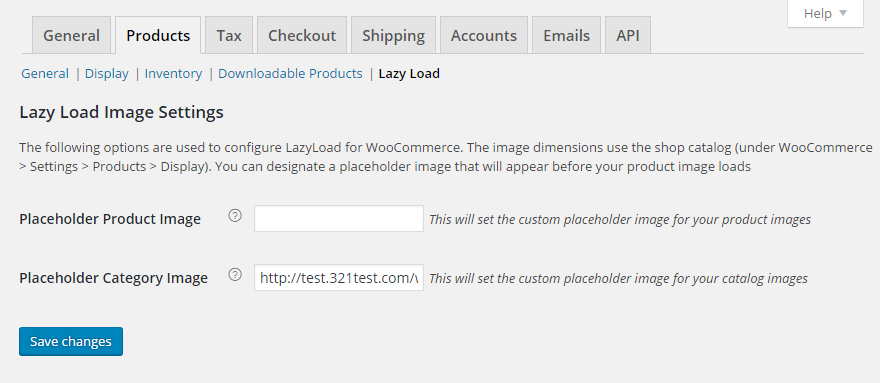 Help
General Products Tax Checkout Shipping Accounts Emails API
General | Display | Inventory | Downloadable Products | Lazy Load
Lazy Load Image Settings
The following options are used to configure LazyLoad for WooCommerce. The image dimensions use the shop catalog (under WooCommerce
> Settings > Products > Display). You can designate a placeholder image that will appear before your product image loads
Placeholder Product Image ? This will set the custom placeholder image for your product images
Placeholder Category Image ? http://test.321test.com/ This will set the custom placeholder image for your catalog images
Save changes